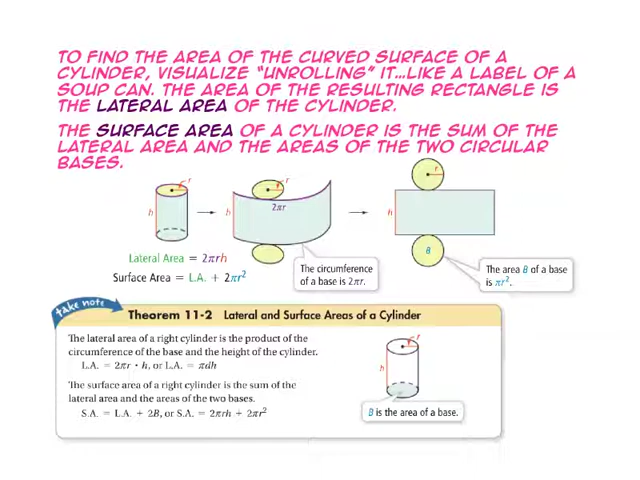 TO FIND THE AREA OF THE CURVED SURFACE OF A
CYLINDER, VISUALIZE "UNROLLING" IT...LIKE A LABEL OF A
SOUP CAN. THE AREA OF THE RESULTING RECTANGLE IS
THE LATERAL AREA OF THE CYLINDER.
THE SURFACE AREA OF A CYLINDER IS THE SUM OF THE
LATERAL AREA AND THE AREAS OF THE TWO CIRCULAR
BASES.
r
h
r
h
2πr
r
h
B
Lateral Area = 2πrh
Surface Area = L.A. + 2πr²
The circumference
of a base is 2πr.
The area B of a base
is πr².
take note
Theorem 11-2 Lateral and Surface Areas of a Cylinder
The lateral area of a right cylinder is the product of the
circumference of the base and the height of the cylinder.
L.A. = 2πr · h, or L.A. = πdh
The surface area of a right cylinder is the sum of the
lateral area and the areas of the two bases.
S.A. = L.A. + 2B, or S.A. = 2πrh + 2πr²
r
h
B is the area of a base.